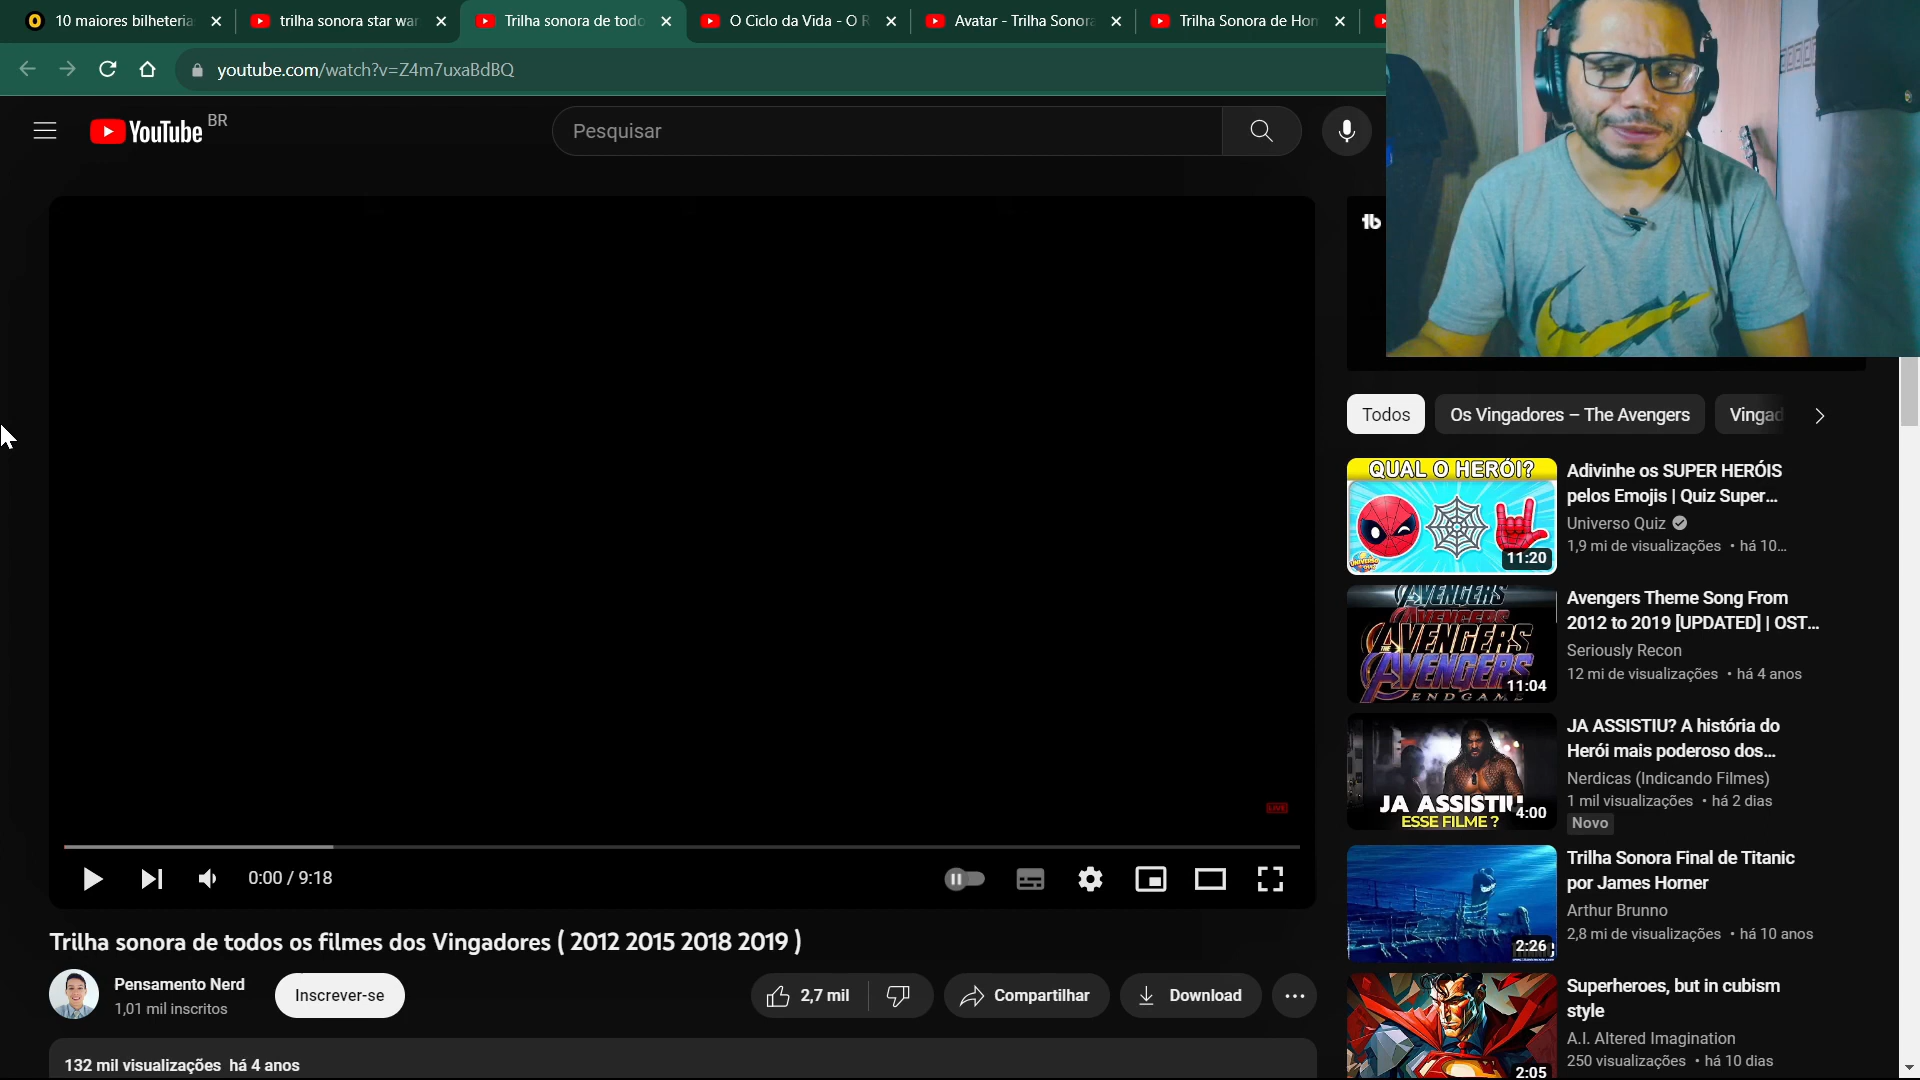 10 maiores bilheteria
trilha sonora star war
Trilha sonora de todo
O Ciclo da Vida - O R
Avatar - Trilha Sonora
Trilha Sonora de Hom
youtube.com/watch?v=Z4m7uxaBdBQ
YouTube BR
Pesquisar
LIVE
0:00 / 9:18
Trilha sonora de todos os filmes dos Vingadores ( 2012 2015 2018 2019 )
Pensamento Nerd
1,01 mil inscritos
Inscrever-se
2,7 mil
Compartilhar
Download
132 mil visualizações há 4 anos
Todos
Os Vingadores – The Avengers
Vingad
QUAL O HERÓI?
11:20
Adivinhe os SUPER HERÓIS
pelos Emojis | Quiz Super...
Universo Quiz
1,9 mi de visualizações • há 10...
AVENGERS
AVENGERS
AVENGERS
AVENGERS
ENDGAME
11:04
Avengers Theme Song From
2012 to 2019 [UPDATED] | OST...
Seriously Recon
12 mi de visualizações • há 4 anos
JA ASSISTIU
ESSE FILME ?
4:00
JA ASSISTIU? A história do
Herói mais poderoso dos...
Nerdicas (Indicando Filmes)
1 mil visualizações • há 2 dias
Novo
2:26
Trilha Sonora Final de Titanic
por James Horner
Arthur Brunno
2,8 mi de visualizações • há 10 anos
2:05
Superheroes, but in cubism
style
A.I. Altered Imagination
250 visualizações • há 10 dias